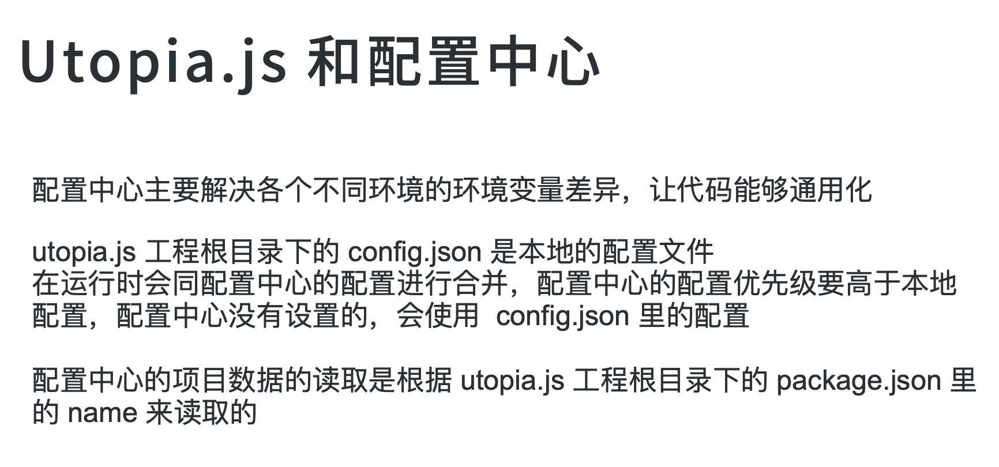 Utopia.js 和配置中心
配置中心主要解决各个不同环境的环境变量差异，让代码能够通用化
utopia.js 工程根目录下的 config.json 是本地的配置文件
在运行时会同配置中心的配置进行合并，配置中心的配置优先级要高于本地
配置，配置中心没有设置的，会使用  config.json 里的配置
配置中心的项目数据的读取是根据 utopia.js 工程根目录下的 package.json 里
的 name 来读取的